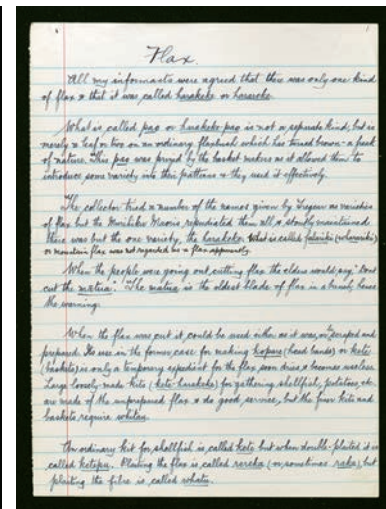 Flax.
All my informants were agreed that there was only one kind
of flax & that it was called harakeke or horareke.
What is called pao or huakeke-pao is not a separate kind, but is
merely a leaf or two on an ordinary flaxbush which has turned brown - a freak
of nature. This pao was prized by the basket makers as it allowed them to
introduce some variety into their patterns & they used it effectively.
The collector tried a number of the names given by Tregear as varieties
of flax but the Murihiku Maoris repudiated them all & stoutly maintained
there was but the one variety, the harakeke. What is called (wharariki)
or mountain flax was not regarded as a flax apparently.
When the people were going out cutting flax the elders would say "Dont
cut the matua." The matua is the oldest blade of flax in a bunch, hence
the warning.
When the flax was cut it could be used either as it was, or scraped and
prepared. Its use in the former case for making kopare (head bands) or kete
(baskets) is only a temporary expedient for the flax soon dries & becomes useless.
Large loosely-made kits (kete-harakeke) for gathering shellfish, potatoes, etc.
are made of the unprepared flax & do good service, but the finer kits and
baskets require whitau.
An ordinary kit for shellfish is called kete but when double-plaited it is
called ketepu. Plaiting the flax is called rareka (or, sometimes raka), but
plaiting the fibre is called whatu.